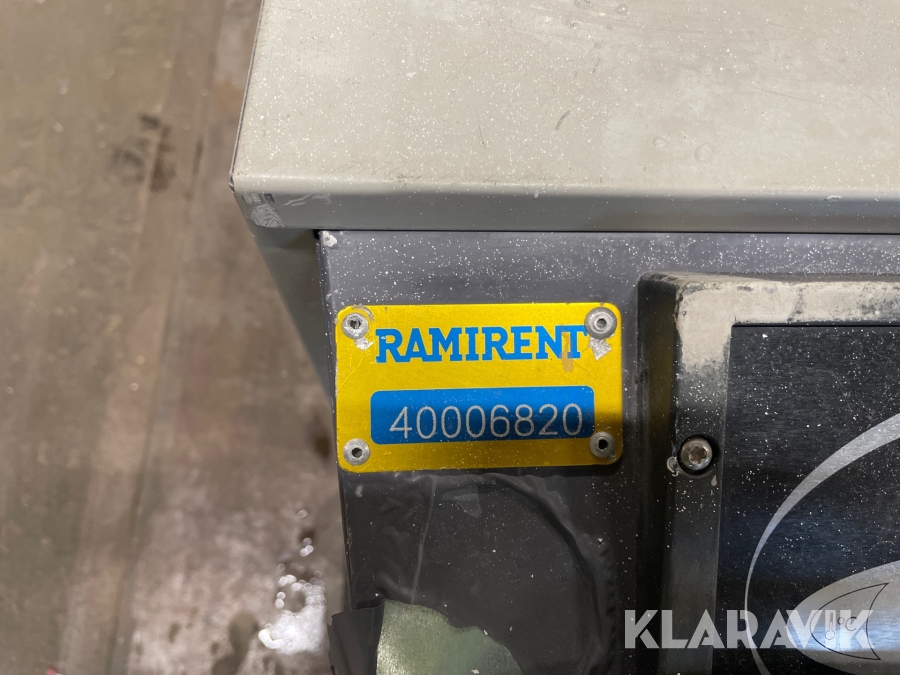 RAMIRENT
40006820
°C
KLARAVIK